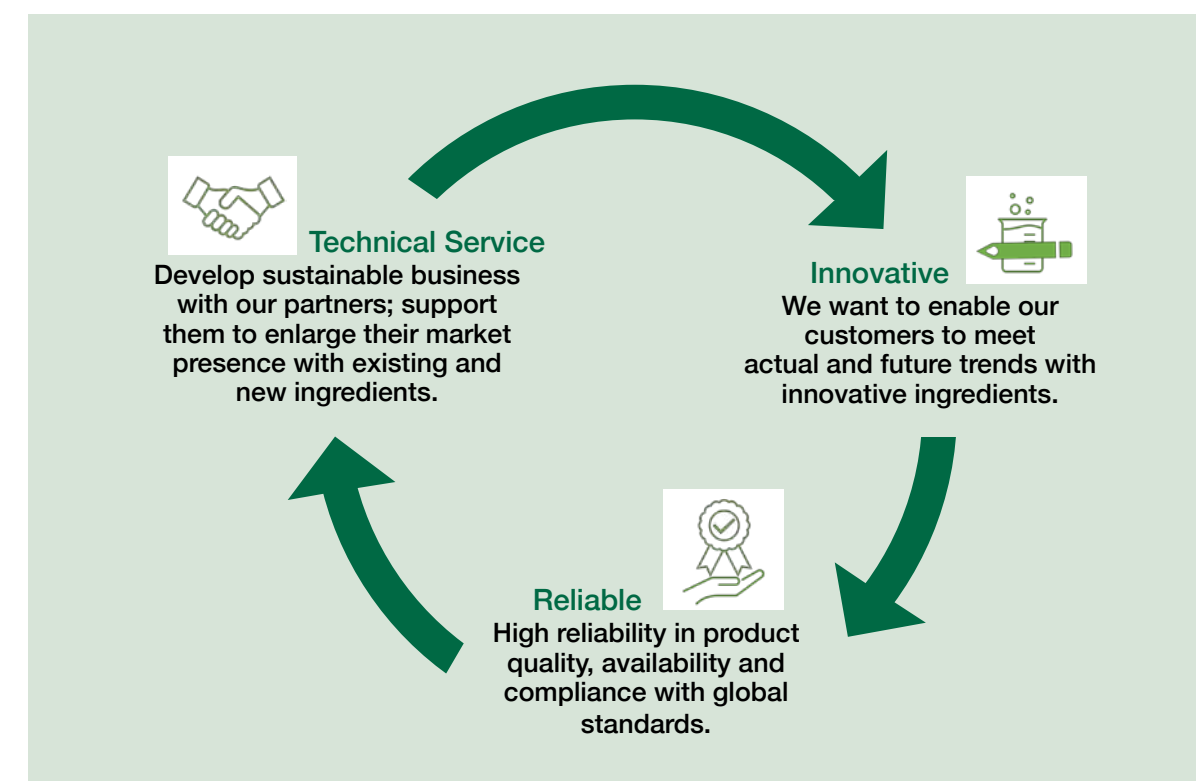 Technical Service
Develop sustainable business
with our partners; support
them to enlarge their market
presence with existing and
new ingredients.
Innovative
We want to enable our
customers to meet
actual and future trends with
innovative ingredients.
Reliable
High reliability in product
quality, availability and
compliance with global
standards.